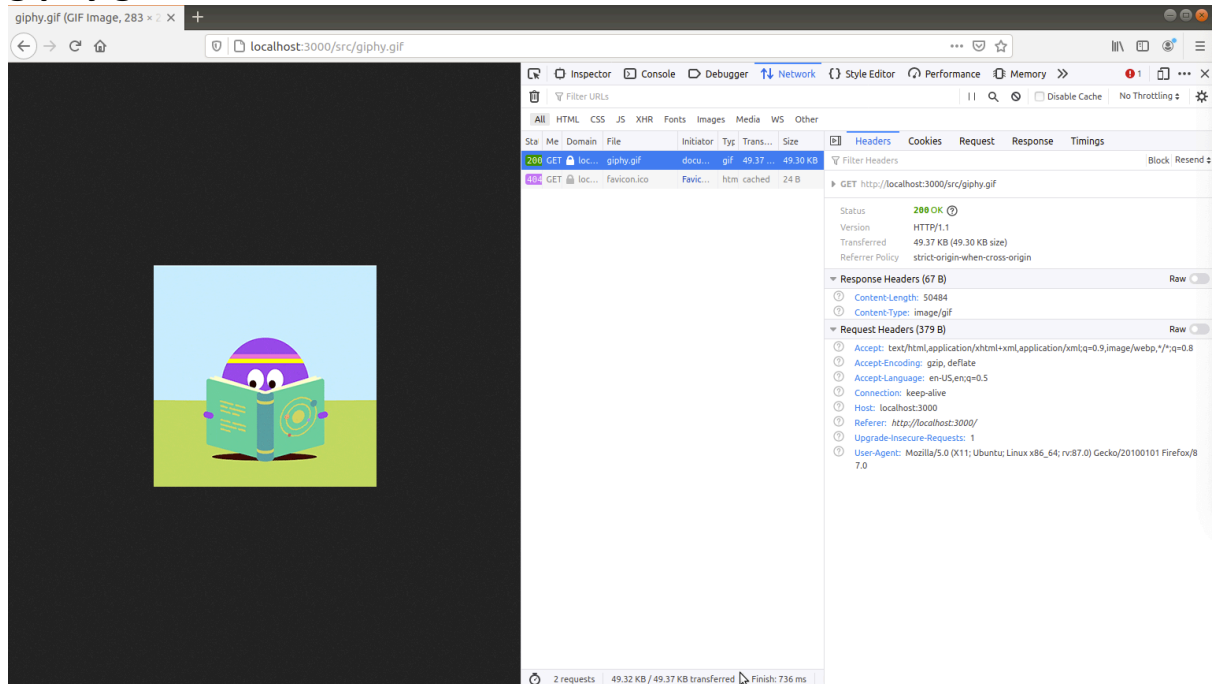 giphy.gif (GIF Image, 283 × 2
localhost:3000/src/giphy.gif
Inspector Console Debugger Network Style Editor Performance Memory 1
Filter URLs Disable Cache No Throttling
All HTML CSS JS XHR Fonts Images Media WS Other
Sta Me Domain File Initiator Typ Trans... Size Headers Cookies Request Response Timings
200 GET loc... giphy.gif docu... gif 49.37 ... 49.30 KB Filter Headers Block Resend
404 GET loc... favicon.ico Favic... htm cached 24 B
GET http://localhost:3000/src/giphy.gif
Status 200 OK
Version HTTP/1.1
Transferred 49.37 KB (49.30 KB size)
Referrer Policy strict-origin-when-cross-origin
Response Headers (67 B) Raw
Content-Length: 50484
Content-Type: image/gif
Request Headers (379 B) Raw
Accept: text/html,application/xhtml+xml,application/xml;q=0.9,image/webp,*/*;q=0.8
Accept-Encoding: gzip, deflate
Accept-Language: en-US,en;q=0.5
Connection: keep-alive
Host: localhost:3000
Referer: http://localhost:3000/
Upgrade-Insecure-Requests: 1
User-Agent: Mozilla/5.0 (X11; Ubuntu; Linux x86_64; rv:87.0) Gecko/20100101 Firefox/8
7.0
2 requests 49.32 KB / 49.37 KB transferred Finish: 736 ms